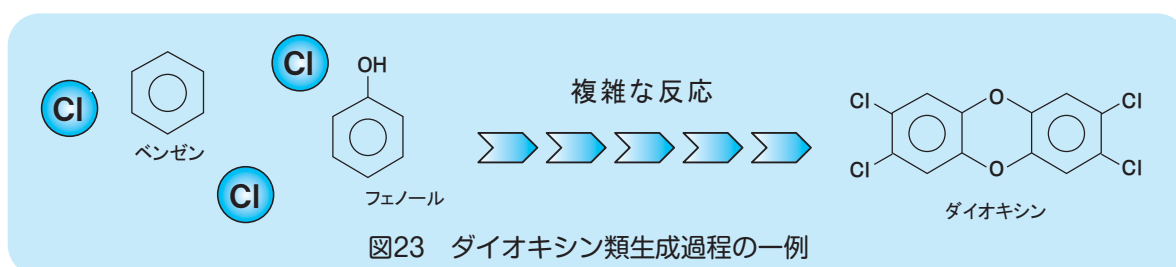 Cl
ベンゼン
Cl
Cl
OH
フェノール
複雑な反応
Cl
Cl
O
O
Cl
Cl
ダイオキシン
図23 ダイオキシン類生成過程の一例